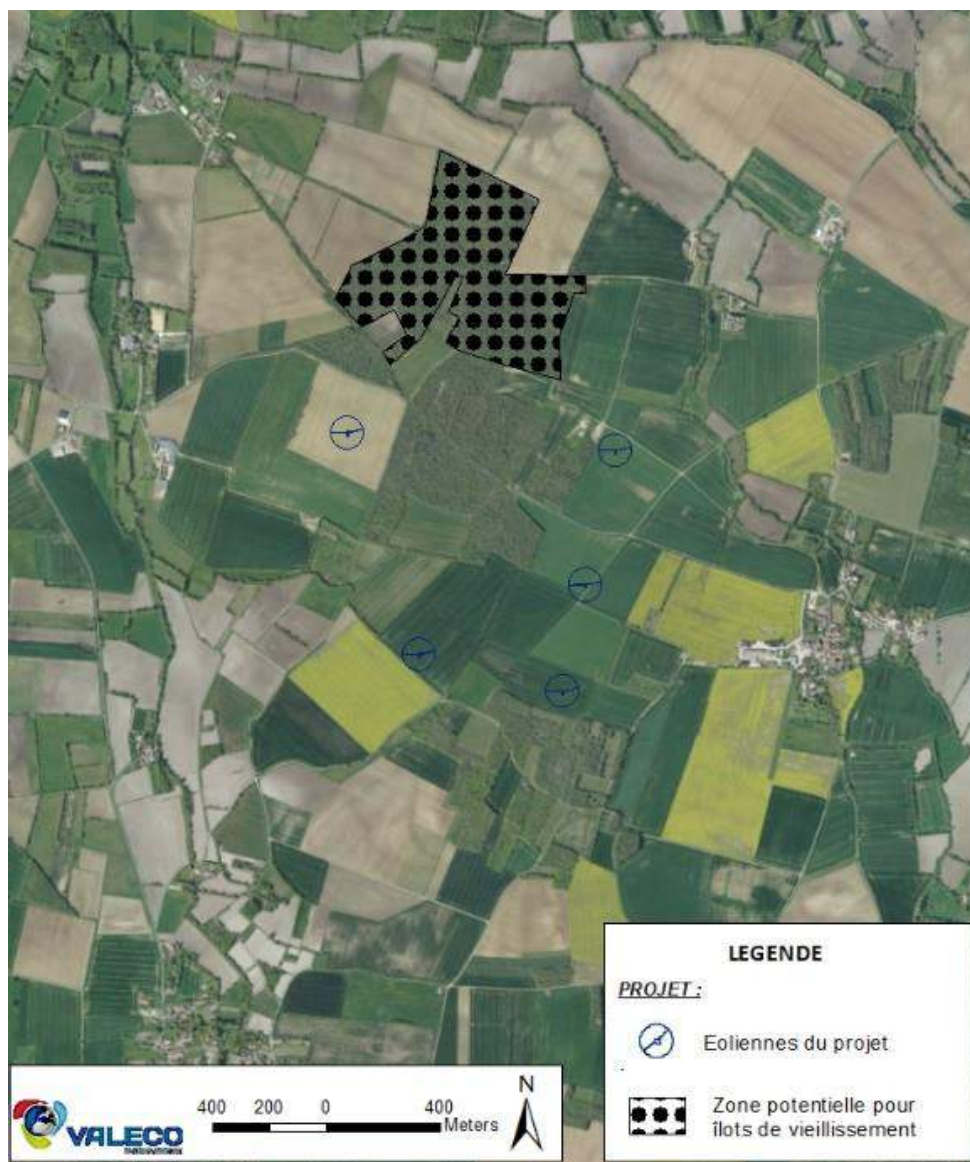 LEGENDE
PROJET :
Eoliennes du projet
Zone potentielle pour
îlots de vieillissement
VALECO
400 200 0 400
Meters
N